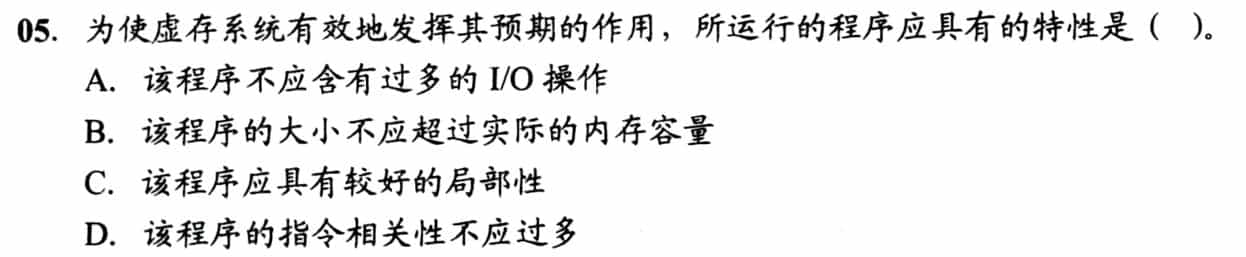 05. 为使虚存系统有效地发挥其预期的作用，所运行的程序应具有的特性是（ ）。
A. 该程序不应含有过多的 I/O 操作
B. 该程序的大小不应超过实际的内存容量
C. 该程序应具有较好的局部性
D. 该程序的指令相关性不应过多